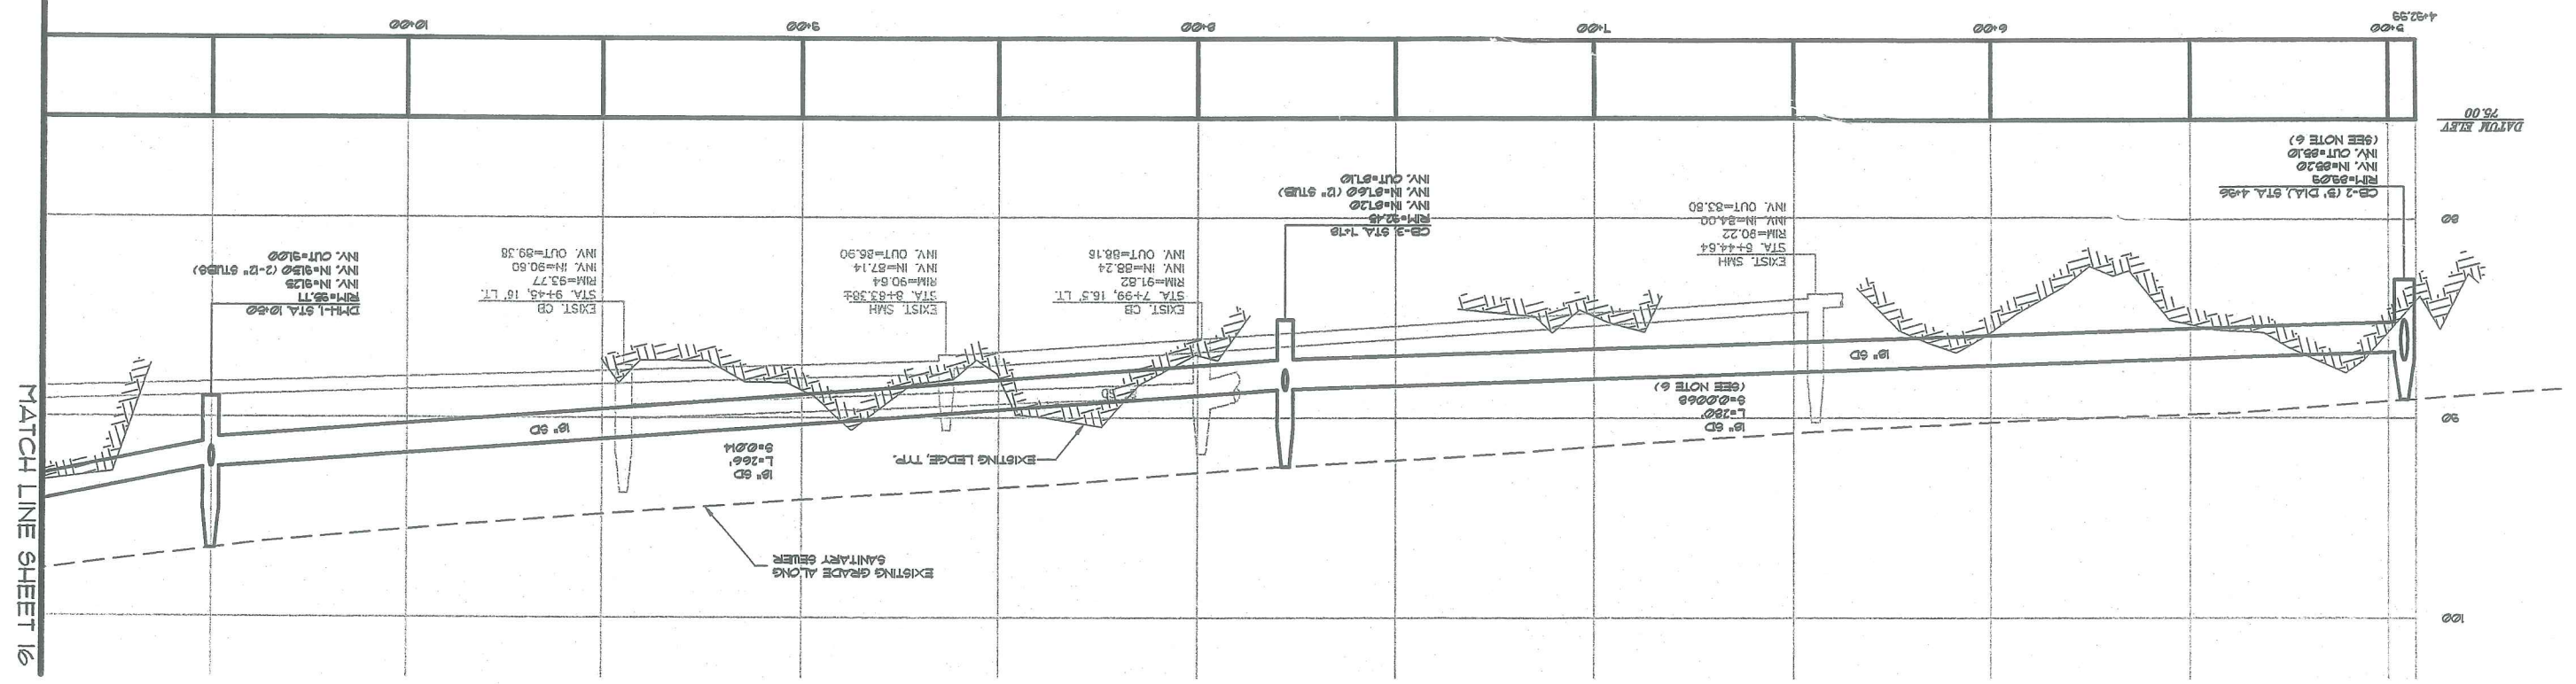 100
EXISTING GRADE ALONG
SANITARY SEWER
18" SD
L=280'
S=0.0068
(SEE NOTE 6)
EXISTING LEDGE, TYP.
18" SD
L=266'
S=0.014
90
18" SD
SD
18" SD
80
CB-2 (5' DIA.), STA. 4+96
RIM=89.09
INV. IN=85.20
INV. OUT=85.10
(SEE NOTE 6)
EXIST. SMH
STA. 6+44.64
RIM=90.22
INV. IN=84.00
INV. OUT=83.80
CB-3, STA. 7+78
RIM=92.45
INV. IN=87.20
INV. IN=87.60 (12" STUB)
INV. OUT=87.10
EXIST. CB
STA. 7+99, 16.5' LT.
RIM=91.82
INV. IN=88.24
INV. OUT=88.16
EXIST. SMH
STA. 8+63.38±
RIM=90.64
INV. IN=87.14
INV. OUT=86.90
EXIST. CB
STA. 9+45, 16' LT.
RIM=93.77
INV. IN=90.60
INV. OUT=89.38
DMH-1, STA. 10+50
RIM=95.77
INV. IN=91.25
INV. IN=91.50 (2-12" STUBS)
INV. OUT=91.00
DATUM ELEV
75.00
4+92.99
5+00
6+00
7+00
8+00
9+00
10+00
MATCH LINE SHEET 16